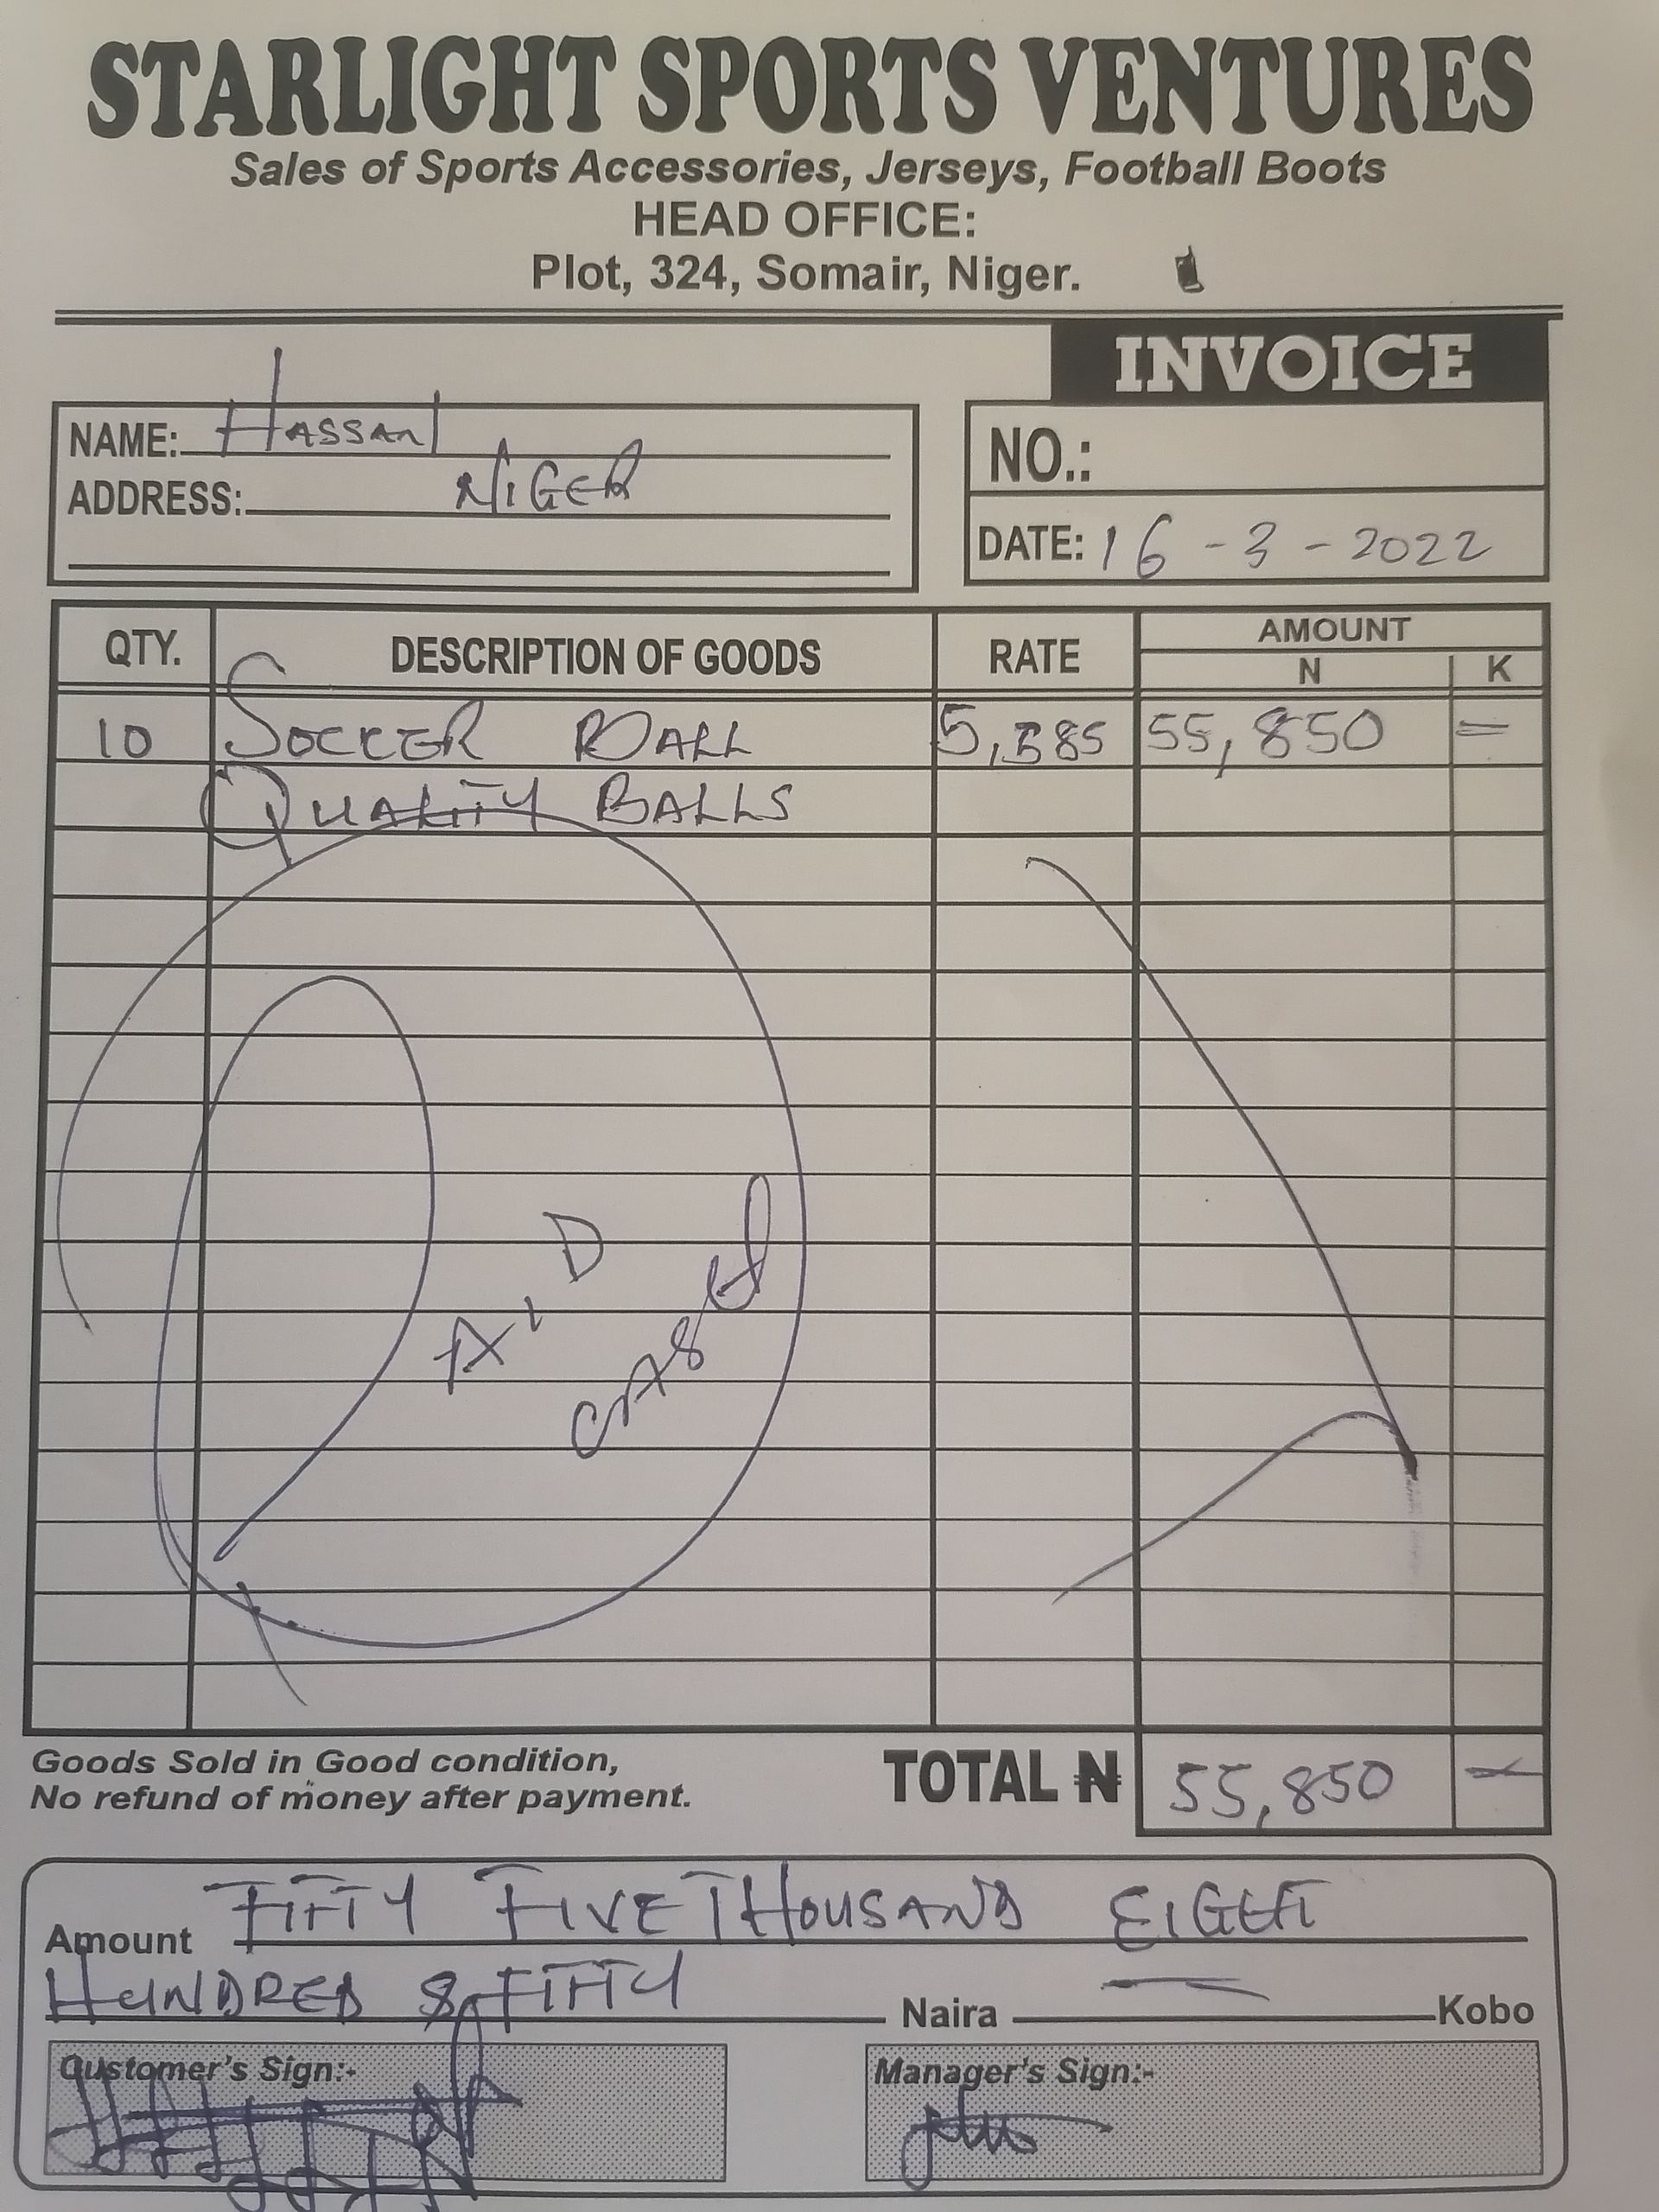 STARLIGHT SPORTS VENTURES
Sales of Sports Accessories, Jerseys, Football Boots
HEAD OFFICE:
Plot, 324, Somair, Niger.
INVOICE
NAME: HASSAN
ADDRESS: NIGER
NO.:
DATE: 16-3-2022
QTY. DESCRIPTION OF GOODS RATE AMOUNT
N K
10 SOCCER BALL 5,585 55,850 =
QUALITY BALLS
PAID
CASH
Goods Sold in Good condition,
No refund of money after payment.
TOTAL ₦ 55,850
Amount FIFTY FIVE THOUSAND EIGHT
HUNDRED & FIFTY Naira — Kobo
Customer's Sign:-
Manager's Sign:-